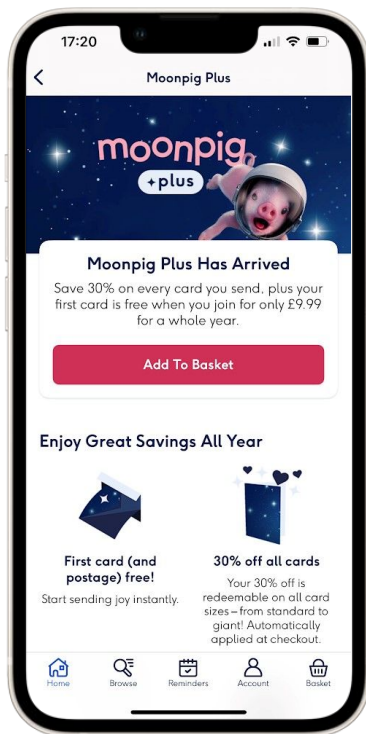 17:20
Moonpig Plus
moonpig
+plus
Moonpig Plus Has Arrived
Save 30% on every card you send, plus your
first card is free when you join for only £9.99
for a whole year.
Add To Basket
Enjoy Great Savings All Year
First card (and
postage) free!
Start sending joy instantly.
30% off all cards
Your 30% off is
redeemable on all card
sizes – from standard to
giant! Automatically
applied at checkout.
Home Browse Reminders Account Basket